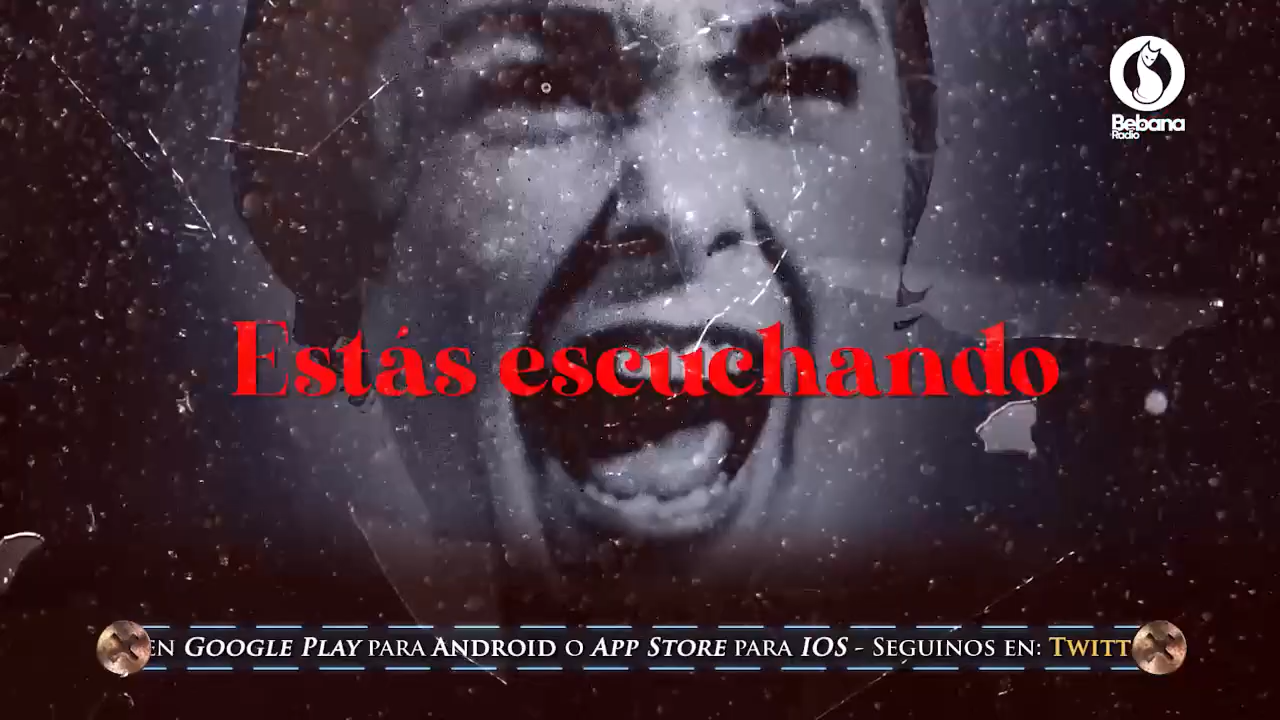 Bebana
Radio
Estás escuchando
EN GOOGLE PLAY PARA ANDROID O APP STORE PARA IOS - SEGUINOS EN: TWITT